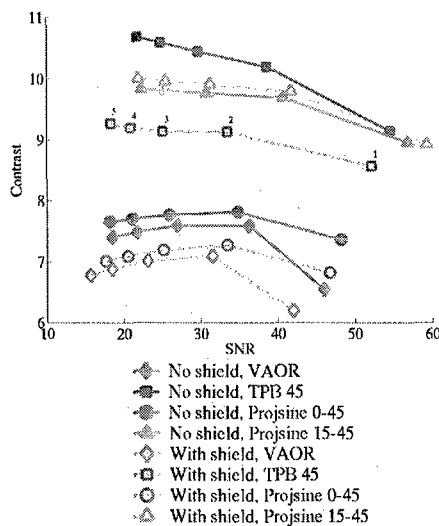 11
10
9
8
7
6
Contrast
5
4
3
2
1
10
20
30
40
50
60
SNR
No shield, VAOR
No shield, TPB 45
No shield, Projsine 0-45
No shield, Projsine 15-45
With shield, VAOR
With shield, TPB 45
With shield, Projsine 0-45
With shield, Projsine 15-45